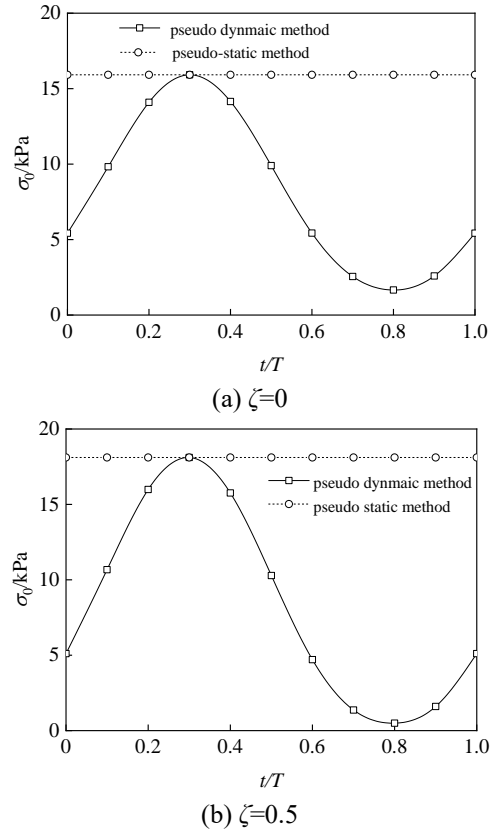 20
pseudo dynmaic method
pseudo-static method
15
10
σ0/kPa
5
0
0 0.2 0.4 0.6 0.8 1.0
t/T
(a) ζ=0
20
15
pseudo dynmaic method
pseudo static method
10
σ0/kPa
5
0
0 0.2 0.4 0.6 0.8 1.0
t/T
(b) ζ=0.5